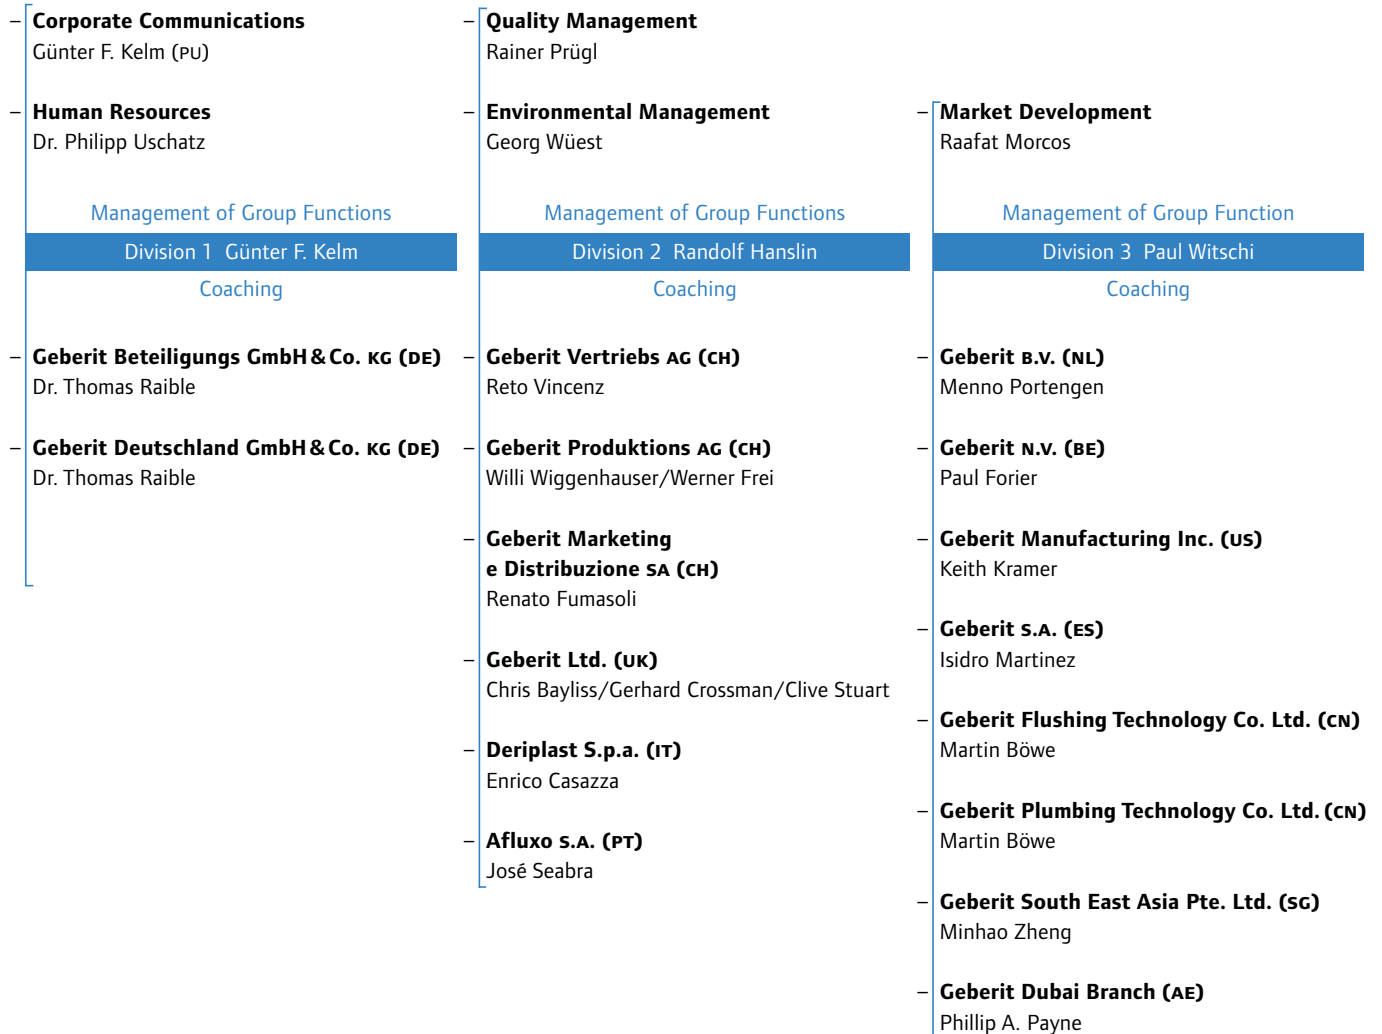 – Corporate Communications
Günter F. Kelm (PU)
– Human Resources
Dr. Philipp Uschatz
Management of Group Functions
Division 1 Günter F. Kelm
Coaching
– Geberit Beteiligungs GmbH & Co. KG (DE)
Dr. Thomas Raible
– Geberit Deutschland GmbH & Co. KG (DE)
Dr. Thomas Raible
– Quality Management
Rainer Prügl
– Environmental Management
Georg Wüest
Management of Group Functions
Division 2 Randolf Hanslin
Coaching
– Geberit Vertriebs AG (CH)
Reto Vincenz
– Geberit Produktions AG (CH)
Willi Wiggenhauser/Werner Frei
– Geberit Marketing
e Distribuzione SA (CH)
Renato Fumasoli
– Geberit Ltd. (UK)
Chris Bayliss/Gerhard Crossman/Clive Stuart
– Deriplast S.p.a. (IT)
Enrico Casazza
– Afluxo S.A. (PT)
José Seabra
– Market Development
Raafat Morcos
Management of Group Function
Division 3 Paul Witschi
Coaching
– Geberit B.V. (NL)
Menno Portengen
– Geberit N.V. (BE)
Paul Forier
– Geberit Manufacturing Inc. (US)
Keith Kramer
– Geberit S.A. (ES)
Isidro Martinez
– Geberit Flushing Technology Co. Ltd. (CN)
Martin Böwe
– Geberit Plumbing Technology Co. Ltd. (CN)
Martin Böwe
– Geberit South East Asia Pte. Ltd. (SG)
Minhao Zheng
– Geberit Dubai Branch (AE)
Phillip A. Payne